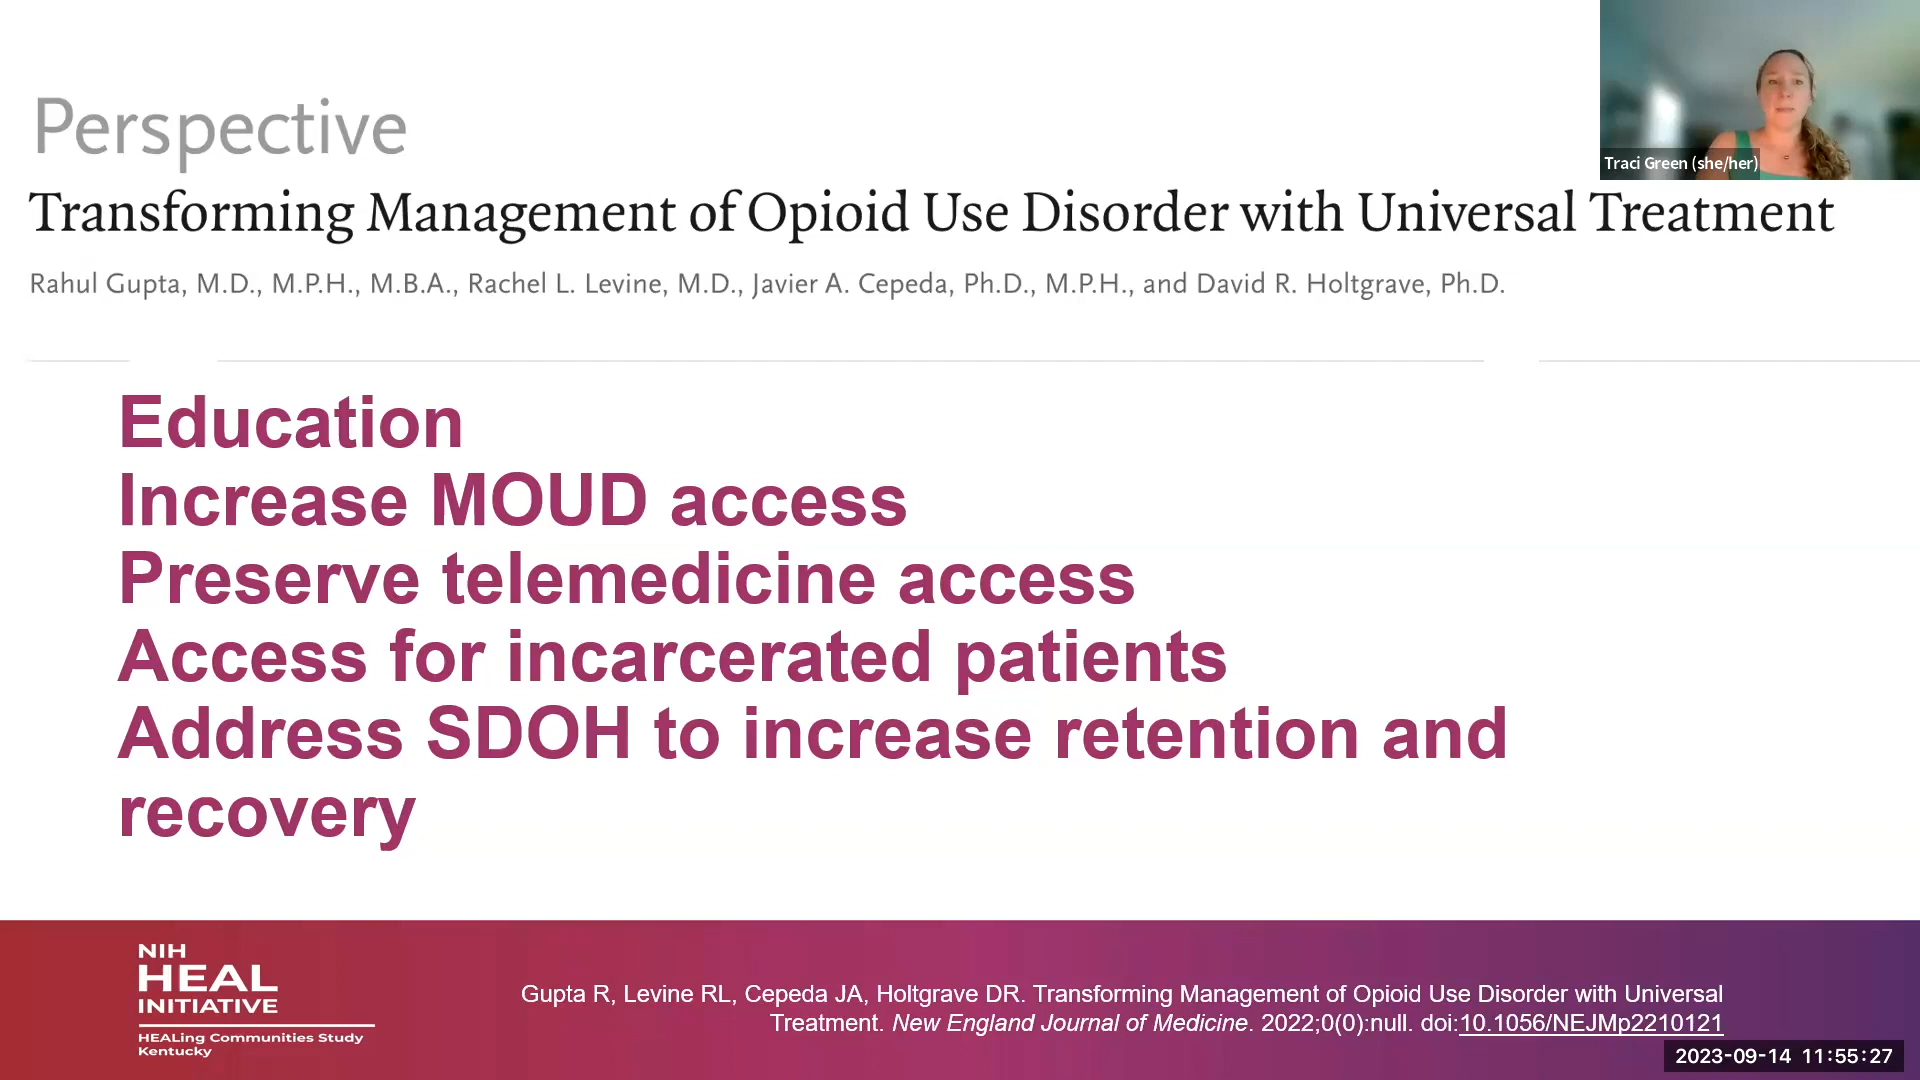 Traci Green (she/her)
Perspective
Transforming Management of Opioid Use Disorder with Universal Treatment
Rahul Gupta, M.D., M.P.H., M.B.A., Rachel L. Levine, M.D., Javier A. Cepeda, Ph.D., M.P.H., and David R. Holtgrave, Ph.D.
Education
Increase MOUD access
Preserve telemedicine access
Access for incarcerated patients
Address SDOH to increase retention and
recovery
NIH
HEAL
INITIATIVE
HEALing Communities Study
Kentucky
Gupta R, Levine RL, Cepeda JA, Holtgrave DR. Transforming Management of Opioid Use Disorder with Universal
Treatment. New England Journal of Medicine. 2022;0(0):null. doi:10.1056/NEJMp2210121
2023-09-14 11:55:27